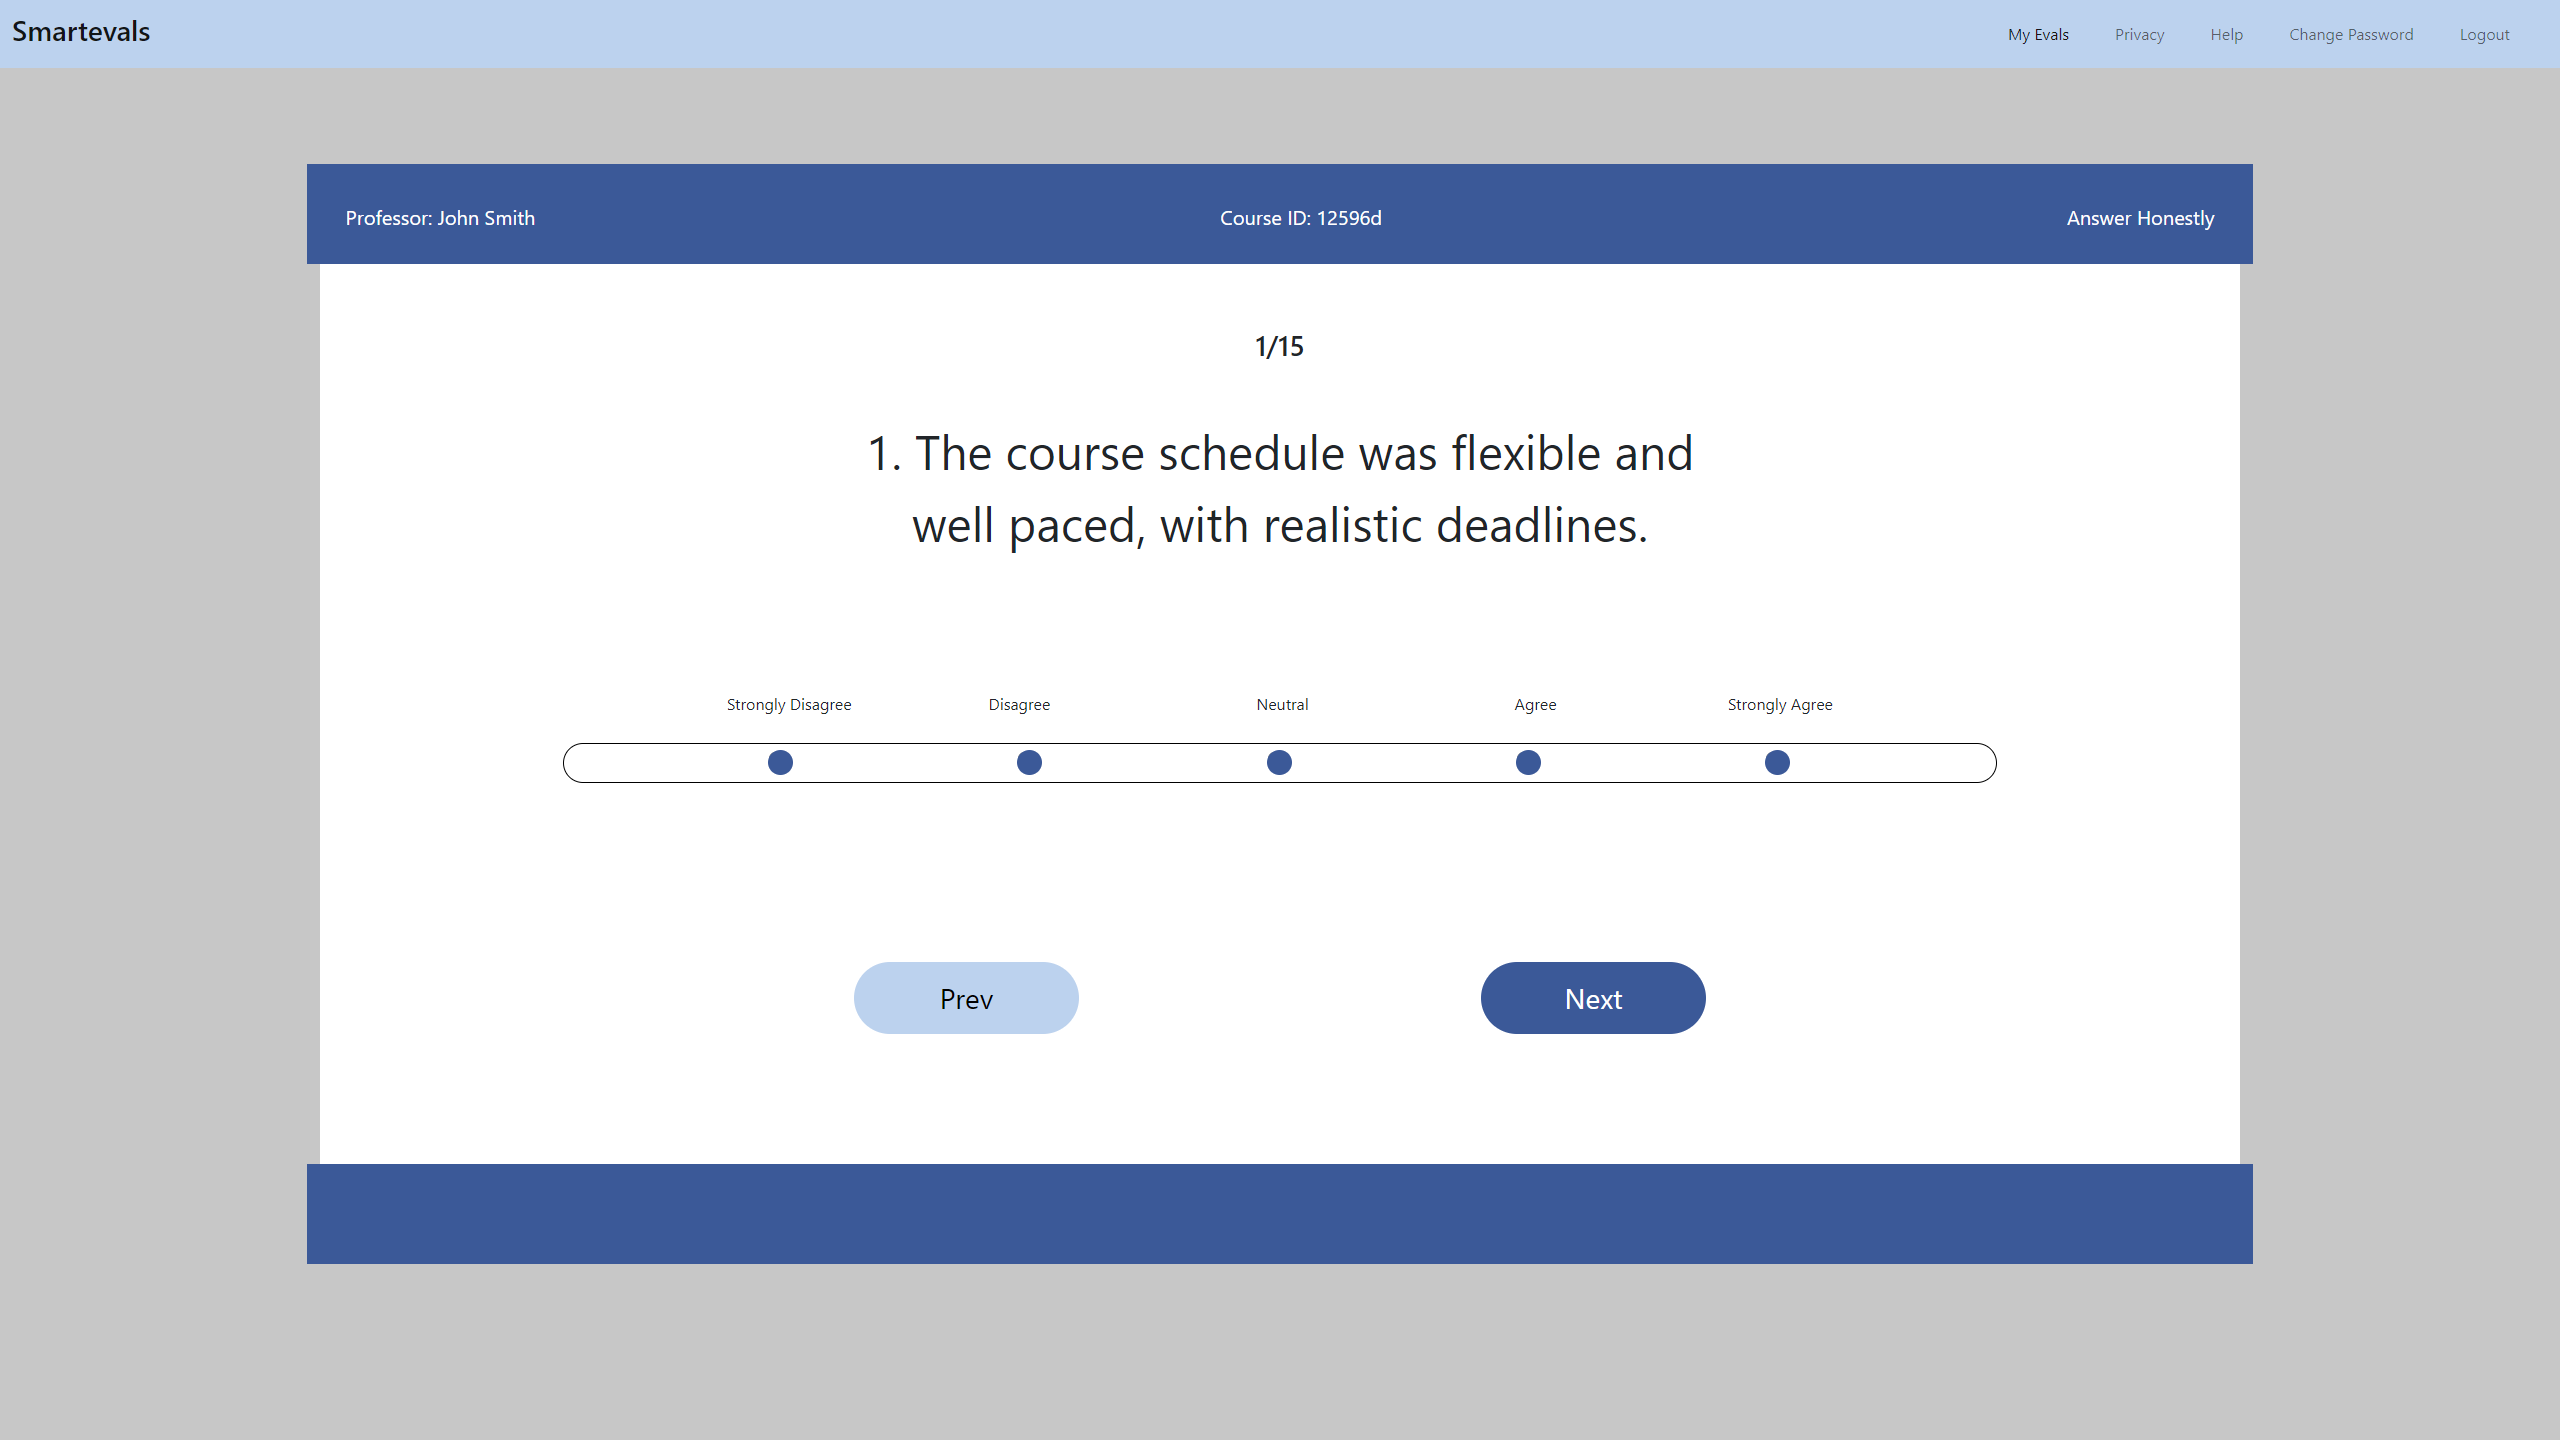 Smartevals
My Evals Privacy Help Change Password Logout
Professor: John Smith Course ID: 12596d Answer Honestly
1/15
1. The course schedule was flexible and
well paced, with realistic deadlines.
Strongly Disagree Disagree Neutral Agree Strongly Agree
Prev Next